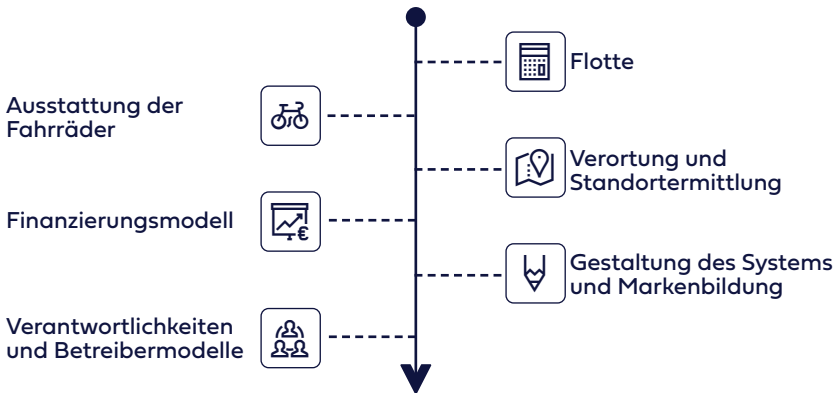 Flotte
Ausstattung der
Fahrräder
Verortung und
Standortermittlung
Finanzierungsmodell
€
Gestaltung des Systems
und Markenbildung
Verantwortlichkeiten
und Betreibermodelle